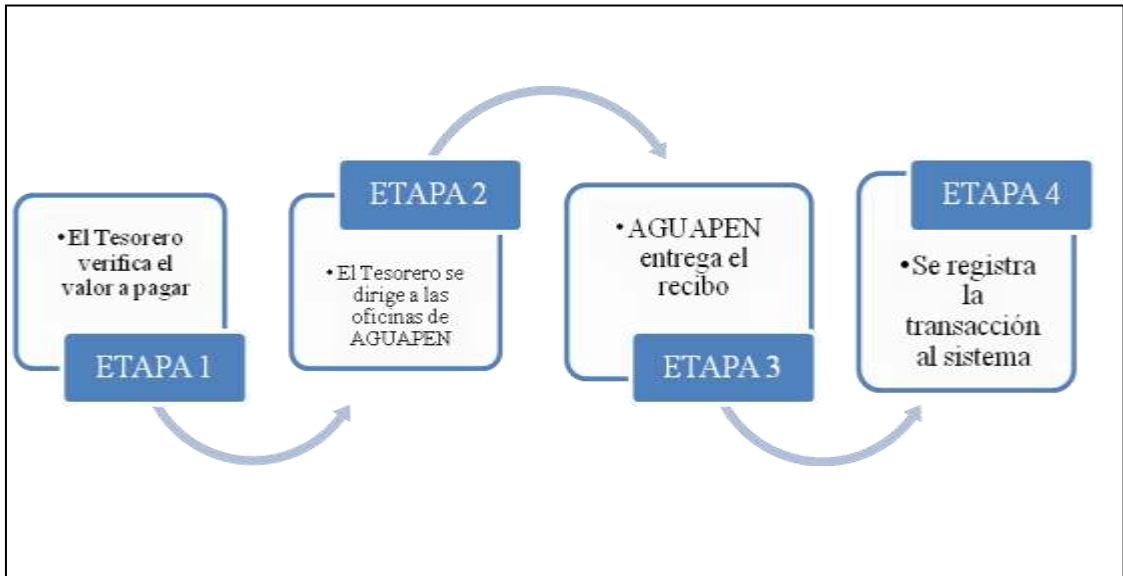 •El Tesorero
verifica el
valor a pagar
ETAPA 1
ETAPA 2
•El Tesorero se
dirige a las
oficinas de
AGUAPEN
•AGUAPEN
entrega el
recibo
ETAPA 3
ETAPA 4
•Se registra
la
transacción
al sistema